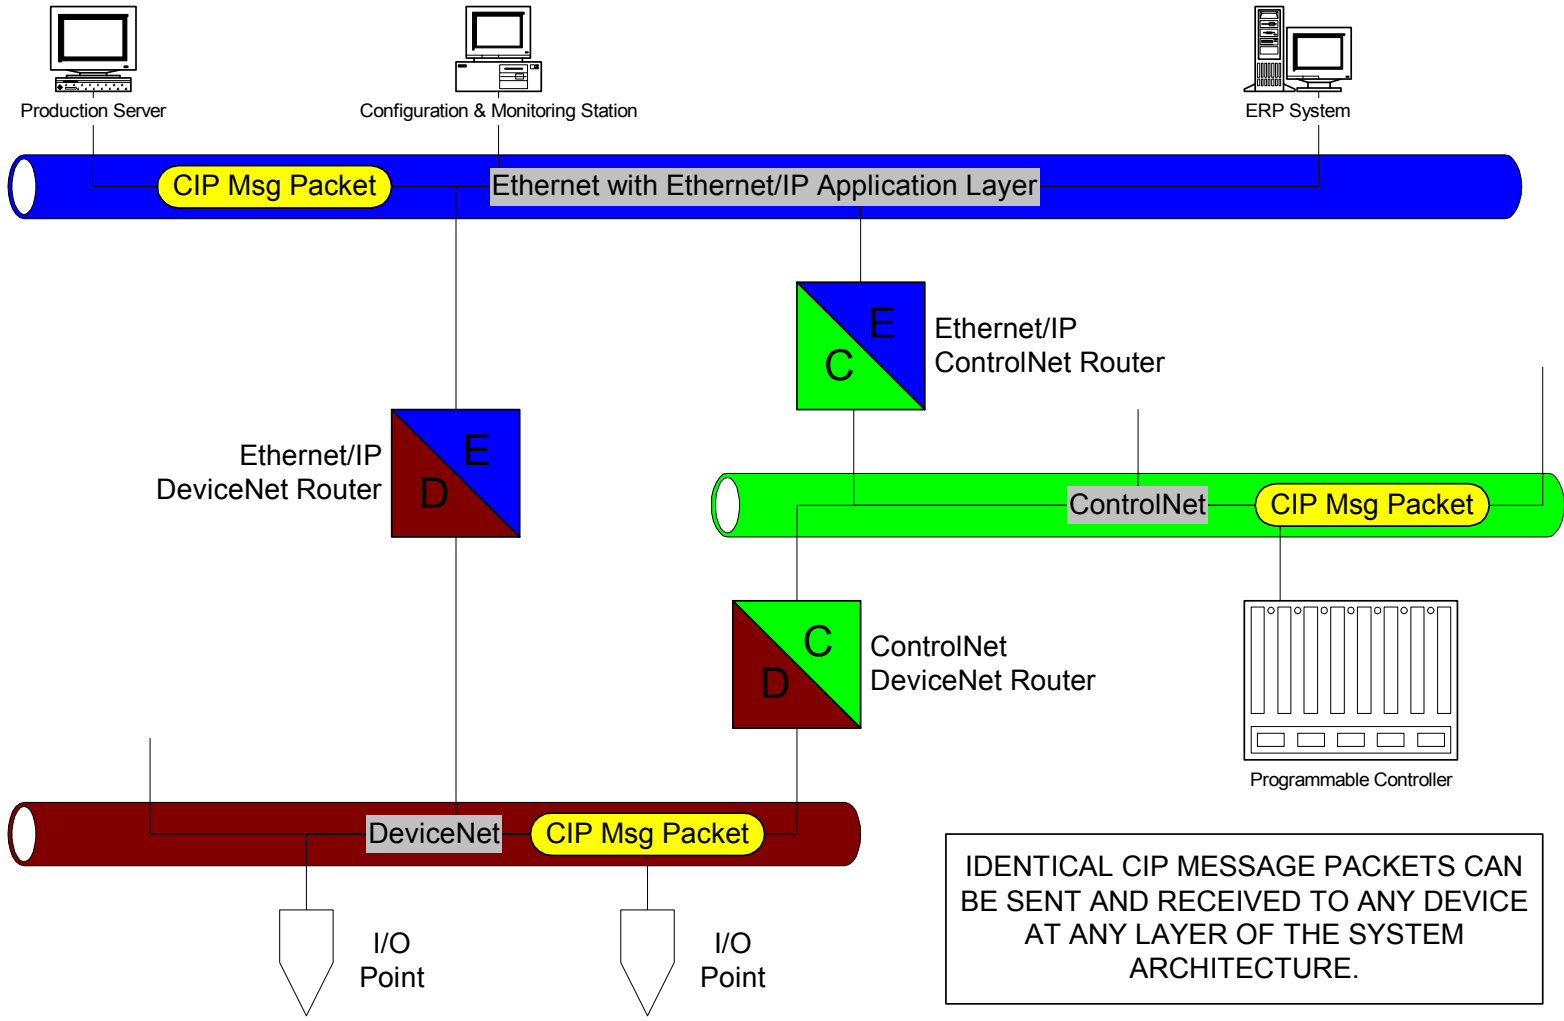 Production Server
Configuration & Monitoring Station
ERP System
CIP Msg Packet
Ethernet with Ethernet/IP Application Layer
E
C
Ethernet/IP
ControlNet Router
Ethernet/IP
DeviceNet Router
E
D
ControlNet
CIP Msg Packet
C
D
ControlNet
DeviceNet Router
Programmable Controller
DeviceNet
CIP Msg Packet
I/O
Point
I/O
Point
IDENTICAL CIP MESSAGE PACKETS CAN
BE SENT AND RECEIVED TO ANY DEVICE
AT ANY LAYER OF THE SYSTEM
ARCHITECTURE.